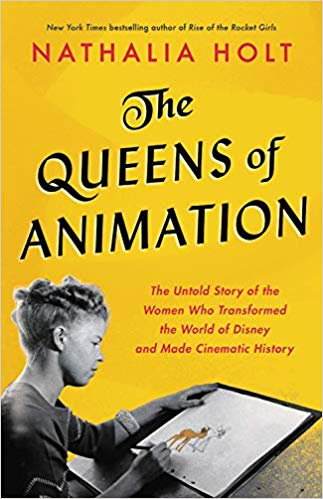 New York Times bestselling author of Rise of the Rocket Girls
NATHALIA HOLT
The
QUEENS of
ANIMATION
The Untold Story of the
Women Who Transformed
the World of Disney
and Made Cinematic History